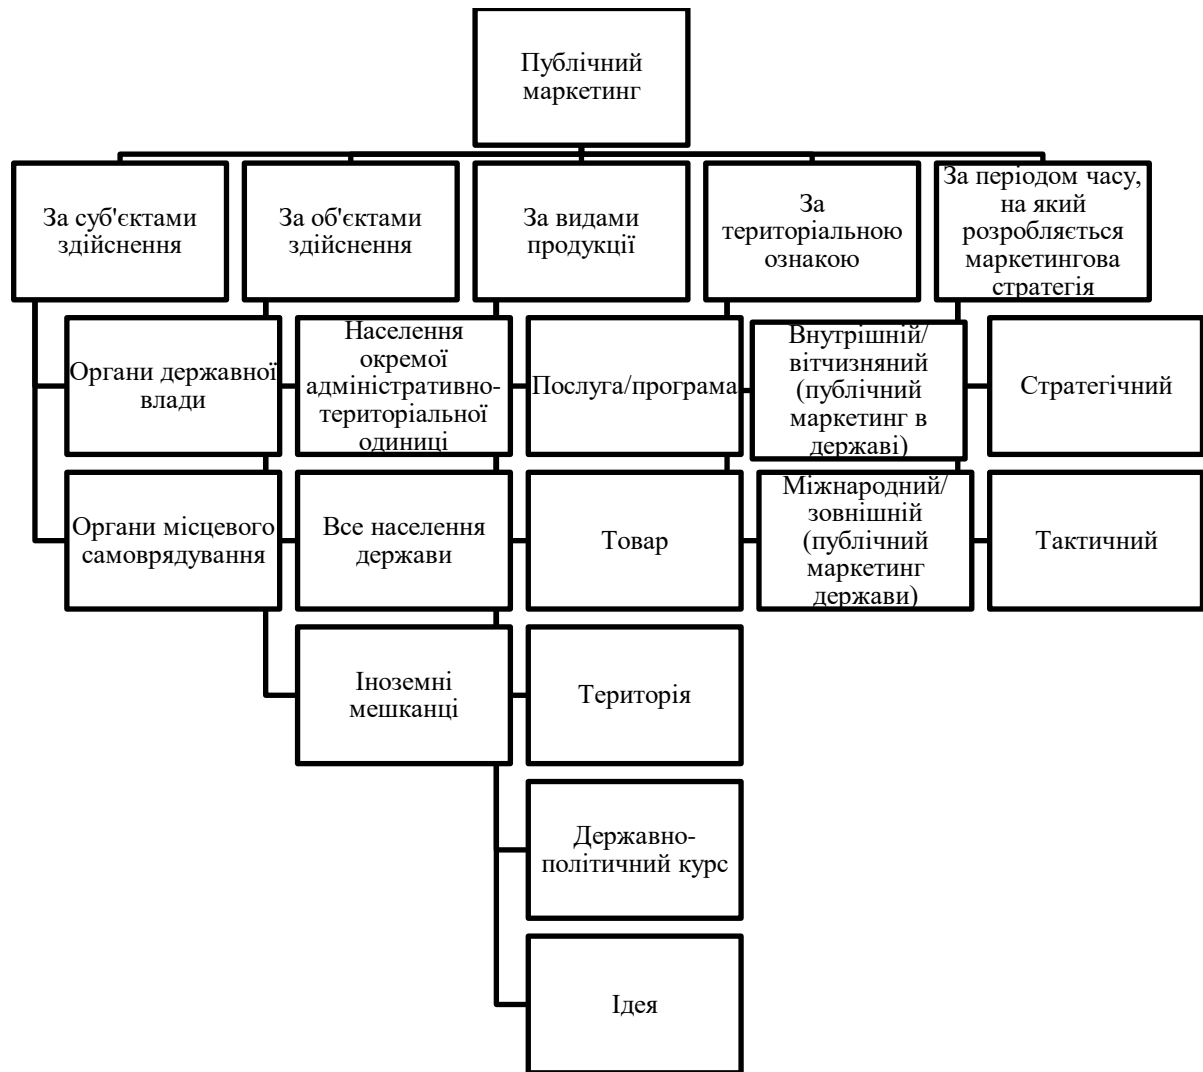 Публічний
маркетинг
За суб'єктами
здійснення
За об'єктами
здійснення
За видами
продукції
За
територіальною
ознакою
За періодом часу,
на який
розробляється
маркетингова
стратегія
Органи державної
влади
Органи місцевого
самоврядування
Населення
окремої
адміністративно-
територіальної
одиниці
Все населення
держави
Іноземні
мешканці
Послуга/програма
Товар
Територія
Державно-
політичний курс
Ідея
Внутрішній/
вітчизняний
(публічний
маркетинг в
державі)
Міжнародний/
зовнішній
(публічний
маркетинг
держави)
Стратегічний
Тактичний